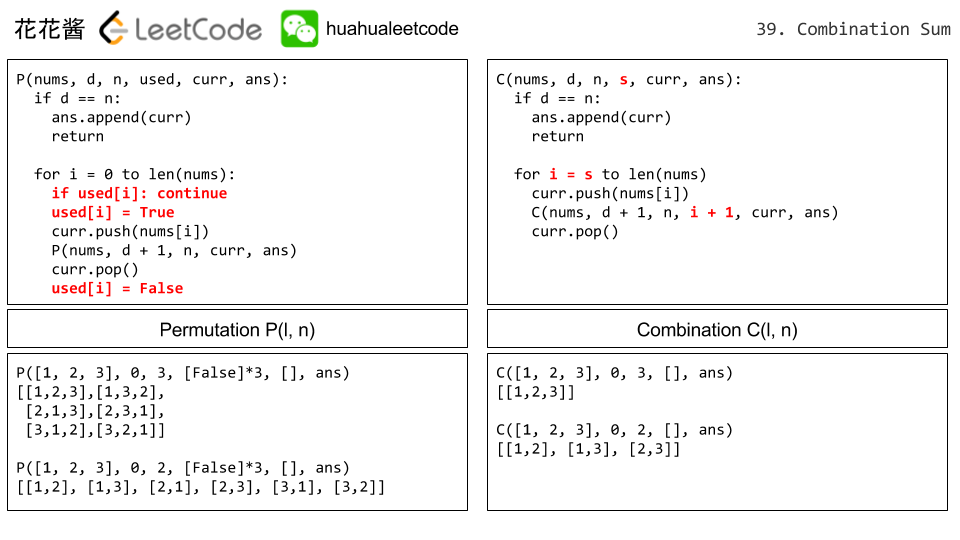 花花酱 LeetCode huahualeetcode 39. Combination Sum
P(nums, d, n, used, curr, ans):
if d == n:
ans.append(curr)
return
for i = 0 to len(nums):
if used[i]: continue
used[i] = True
curr.push(nums[i])
P(nums, d + 1, n, curr, ans)
curr.pop()
used[i] = False
C(nums, d, n, s, curr, ans):
if d == n:
ans.append(curr)
return
for i = s to len(nums)
curr.push(nums[i])
C(nums, d + 1, n, i + 1, curr, ans)
curr.pop()
Permutation P(l, n)
Combination C(l, n)
P([1, 2, 3], 0, 3, [False]*3, [], ans)
[[1,2,3],[1,3,2],
[2,1,3],[2,3,1],
[3,1,2],[3,2,1]]
P([1, 2, 3], 0, 2, [False]*3, [], ans)
[[1,2], [1,3], [2,1], [2,3], [3,1], [3,2]]
C([1, 2, 3], 0, 3, [], ans)
[[1,2,3]]
C([1, 2, 3], 0, 2, [], ans)
[[1,2], [1,3], [2,3]]